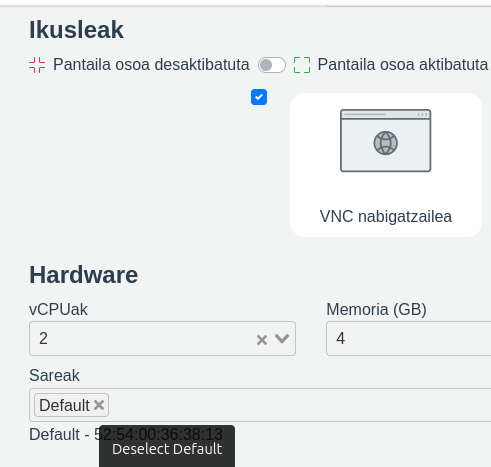 Ikusleak
Pantaila osoa desaktibatuta Pantaila osoa aktibatuta
VNC nabigatzailea
Hardware
vCPUak Memoria (GB)
2 4
Sareak
Default
Default - 52:54:00:36:38:13
Deselect Default